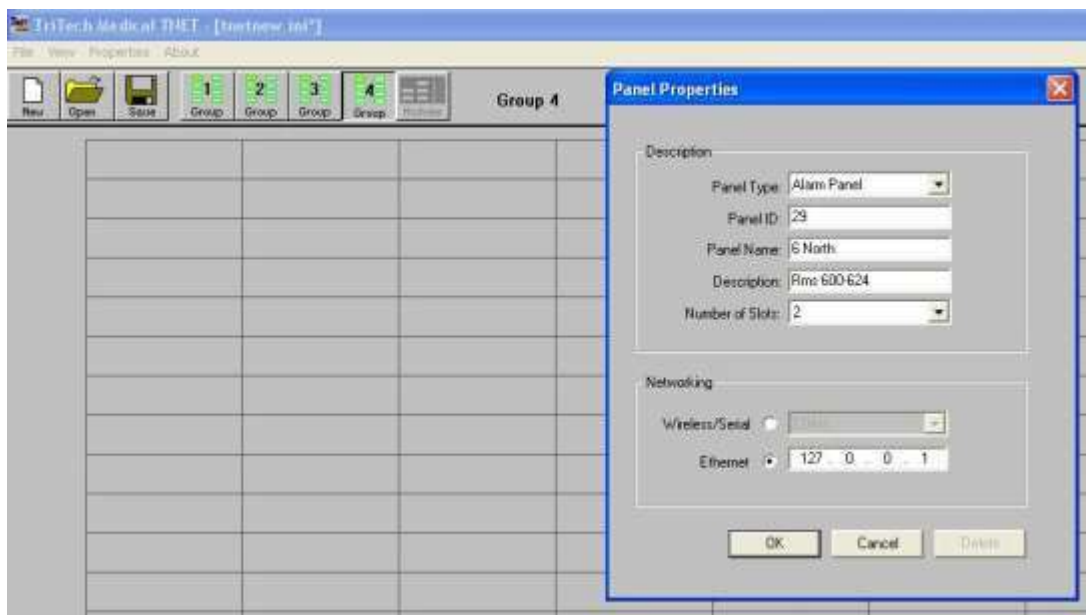 TriTech Medical TNET - [tnetnew.ini*]
File View Properties About
New Open Save 1 Group 2 Group 3 Group 4 Group
Group 4
Panel Properties
Description
Panel Type: Alarm Panel
Panel ID: 29
Panel Name: 6 North
Description: Rms 600-624
Number of Slots: 2
Networking
Wireless/Serial
Ethernet 127 . 0 . 0 . 1
OK Cancel Delete